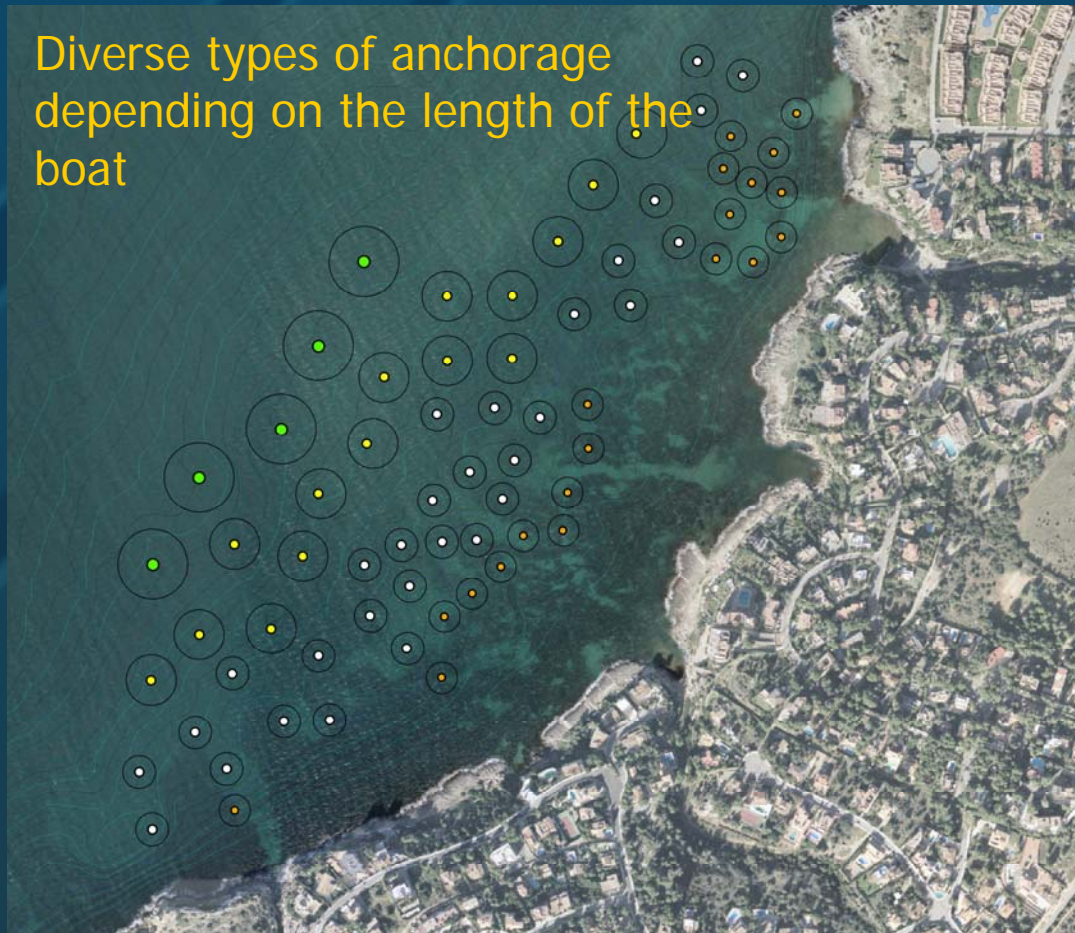 Diverse types of anchorage
depending on the length of the
boat